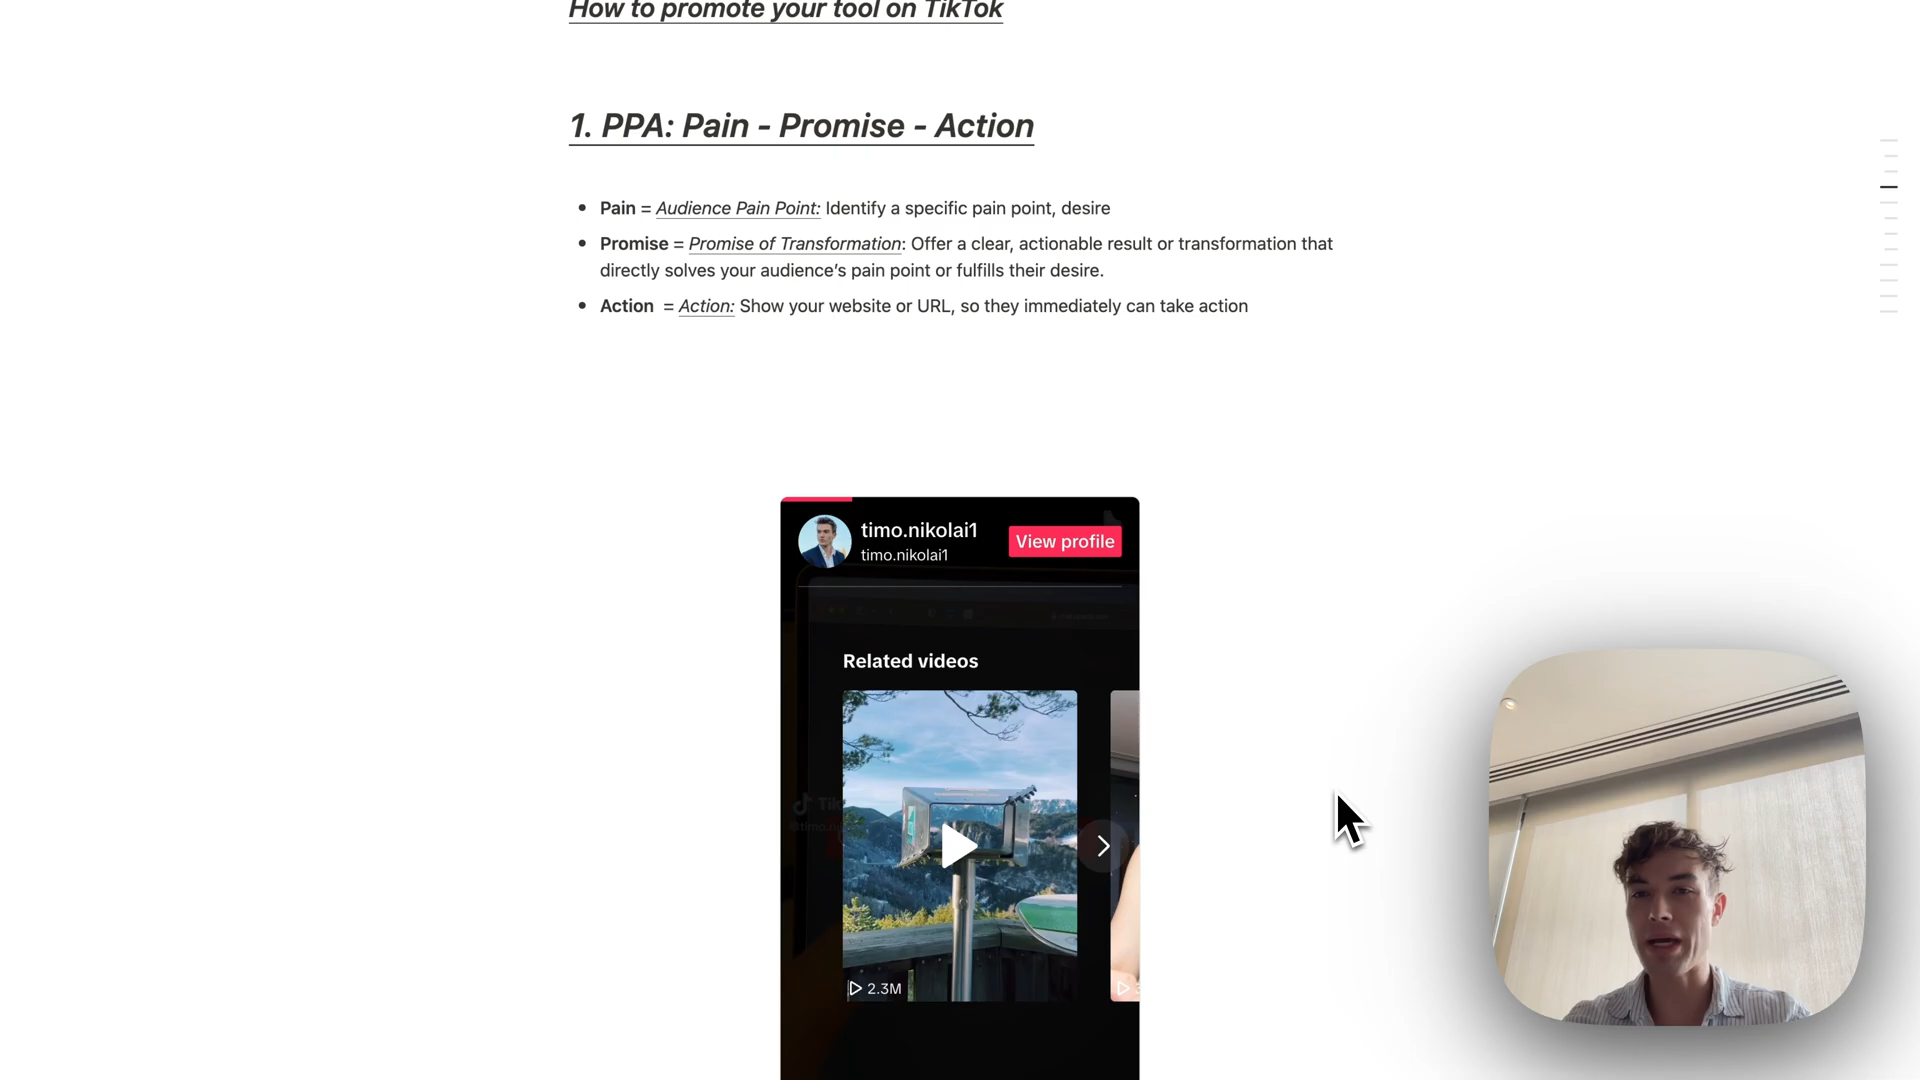 How to promote your tool on TikTok
1. PPA: Pain - Promise - Action
• Pain = Audience Pain Point: Identify a specific pain point, desire
• Promise = Promise of Transformation: Offer a clear, actionable result or transformation that
directly solves your audience’s pain point or fulfills their desire.
• Action = Action: Show your website or URL, so they immediately can take action
timo.nikolai1
timo.nikolai1
View profile
Related videos
2.3M